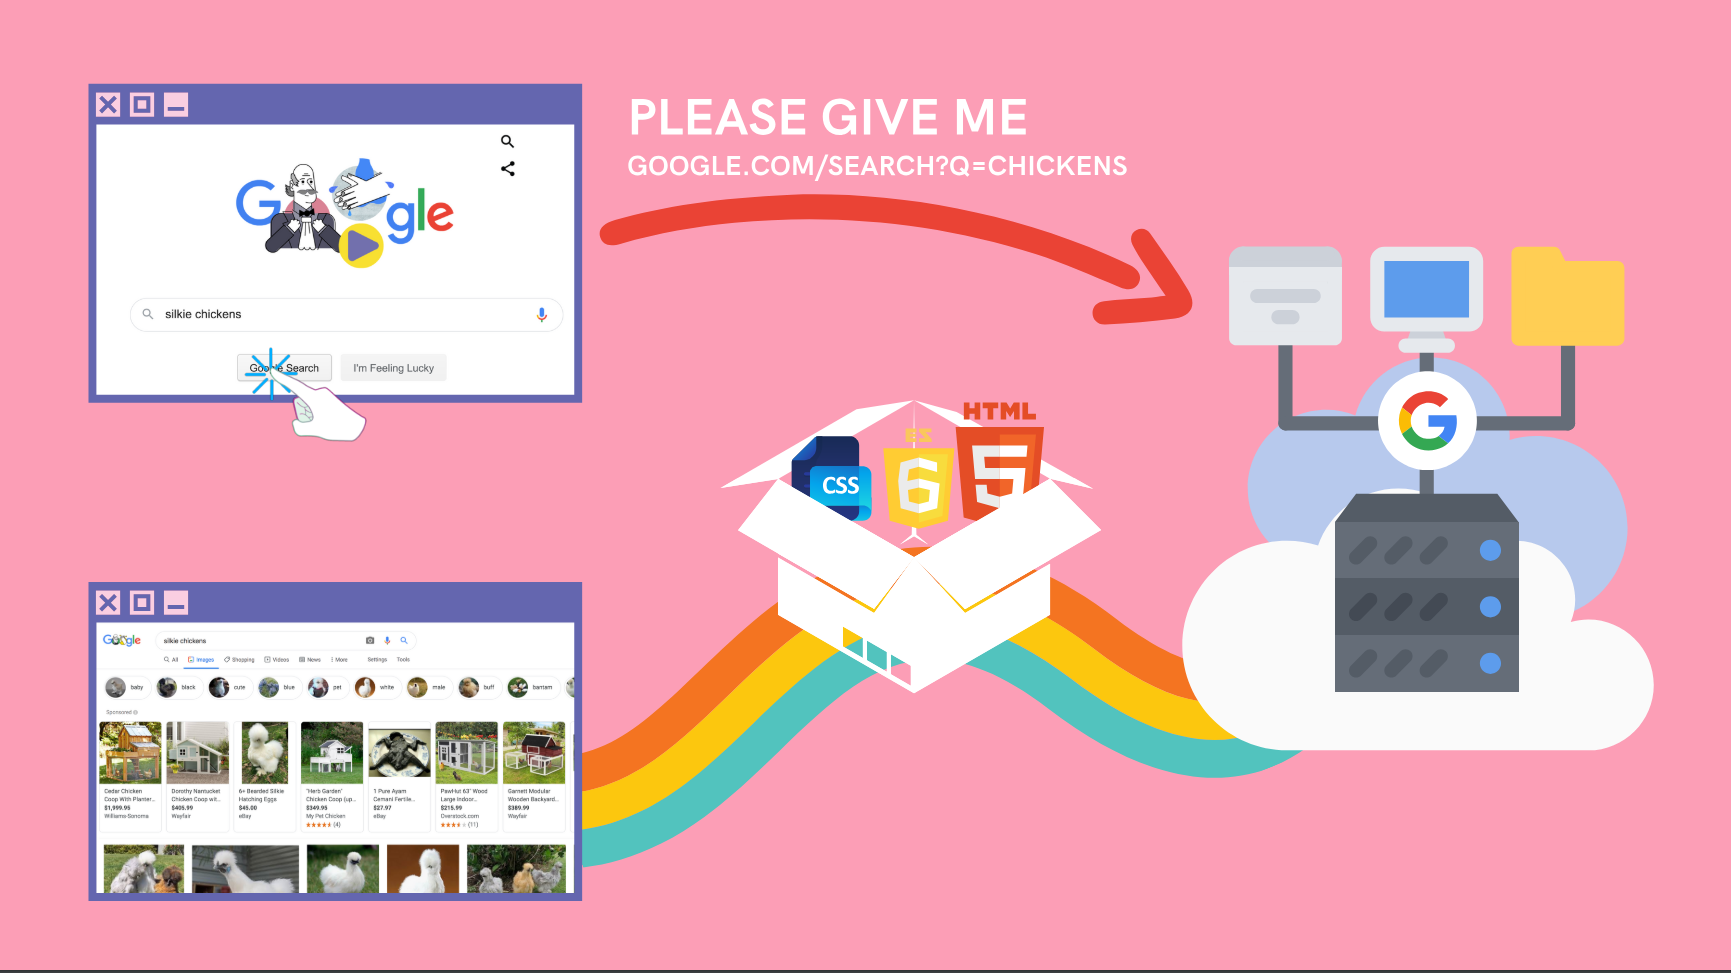 PLEASE GIVE ME
GOOGLE.COM/SEARCH?Q=CHICKENS
Google
silkie chickens
Google Search
I'm Feeling Lucky
HTML
CSS
ES
6
5
G
Google
silkie chickens
All
Images
Shopping
Videos
News
More
Settings
Tools
baby
black
cute
blue
pet
white
male
buff
bantam
Sponsored
Cedar Chicken
Coop With Planter...
$1,999.95
Williams-Sonoma
Dorothy Nantucket
Chicken Coop wit...
$405.99
Wayfair
6+ Bearded Silkie
Hatching Eggs
$45.00
eBay
"Herb Garden"
Chicken Coop (up...
$349.95
My Pet Chicken
(4)
1 Pure Ayam
Cemani Fertile...
$27.97
eBay
PawHut 63" Wood
Large Indoor...
$215.99
Overstock.com
(11)
Garnett Modular
Wooden Backyard...
$389.99
Wayfair